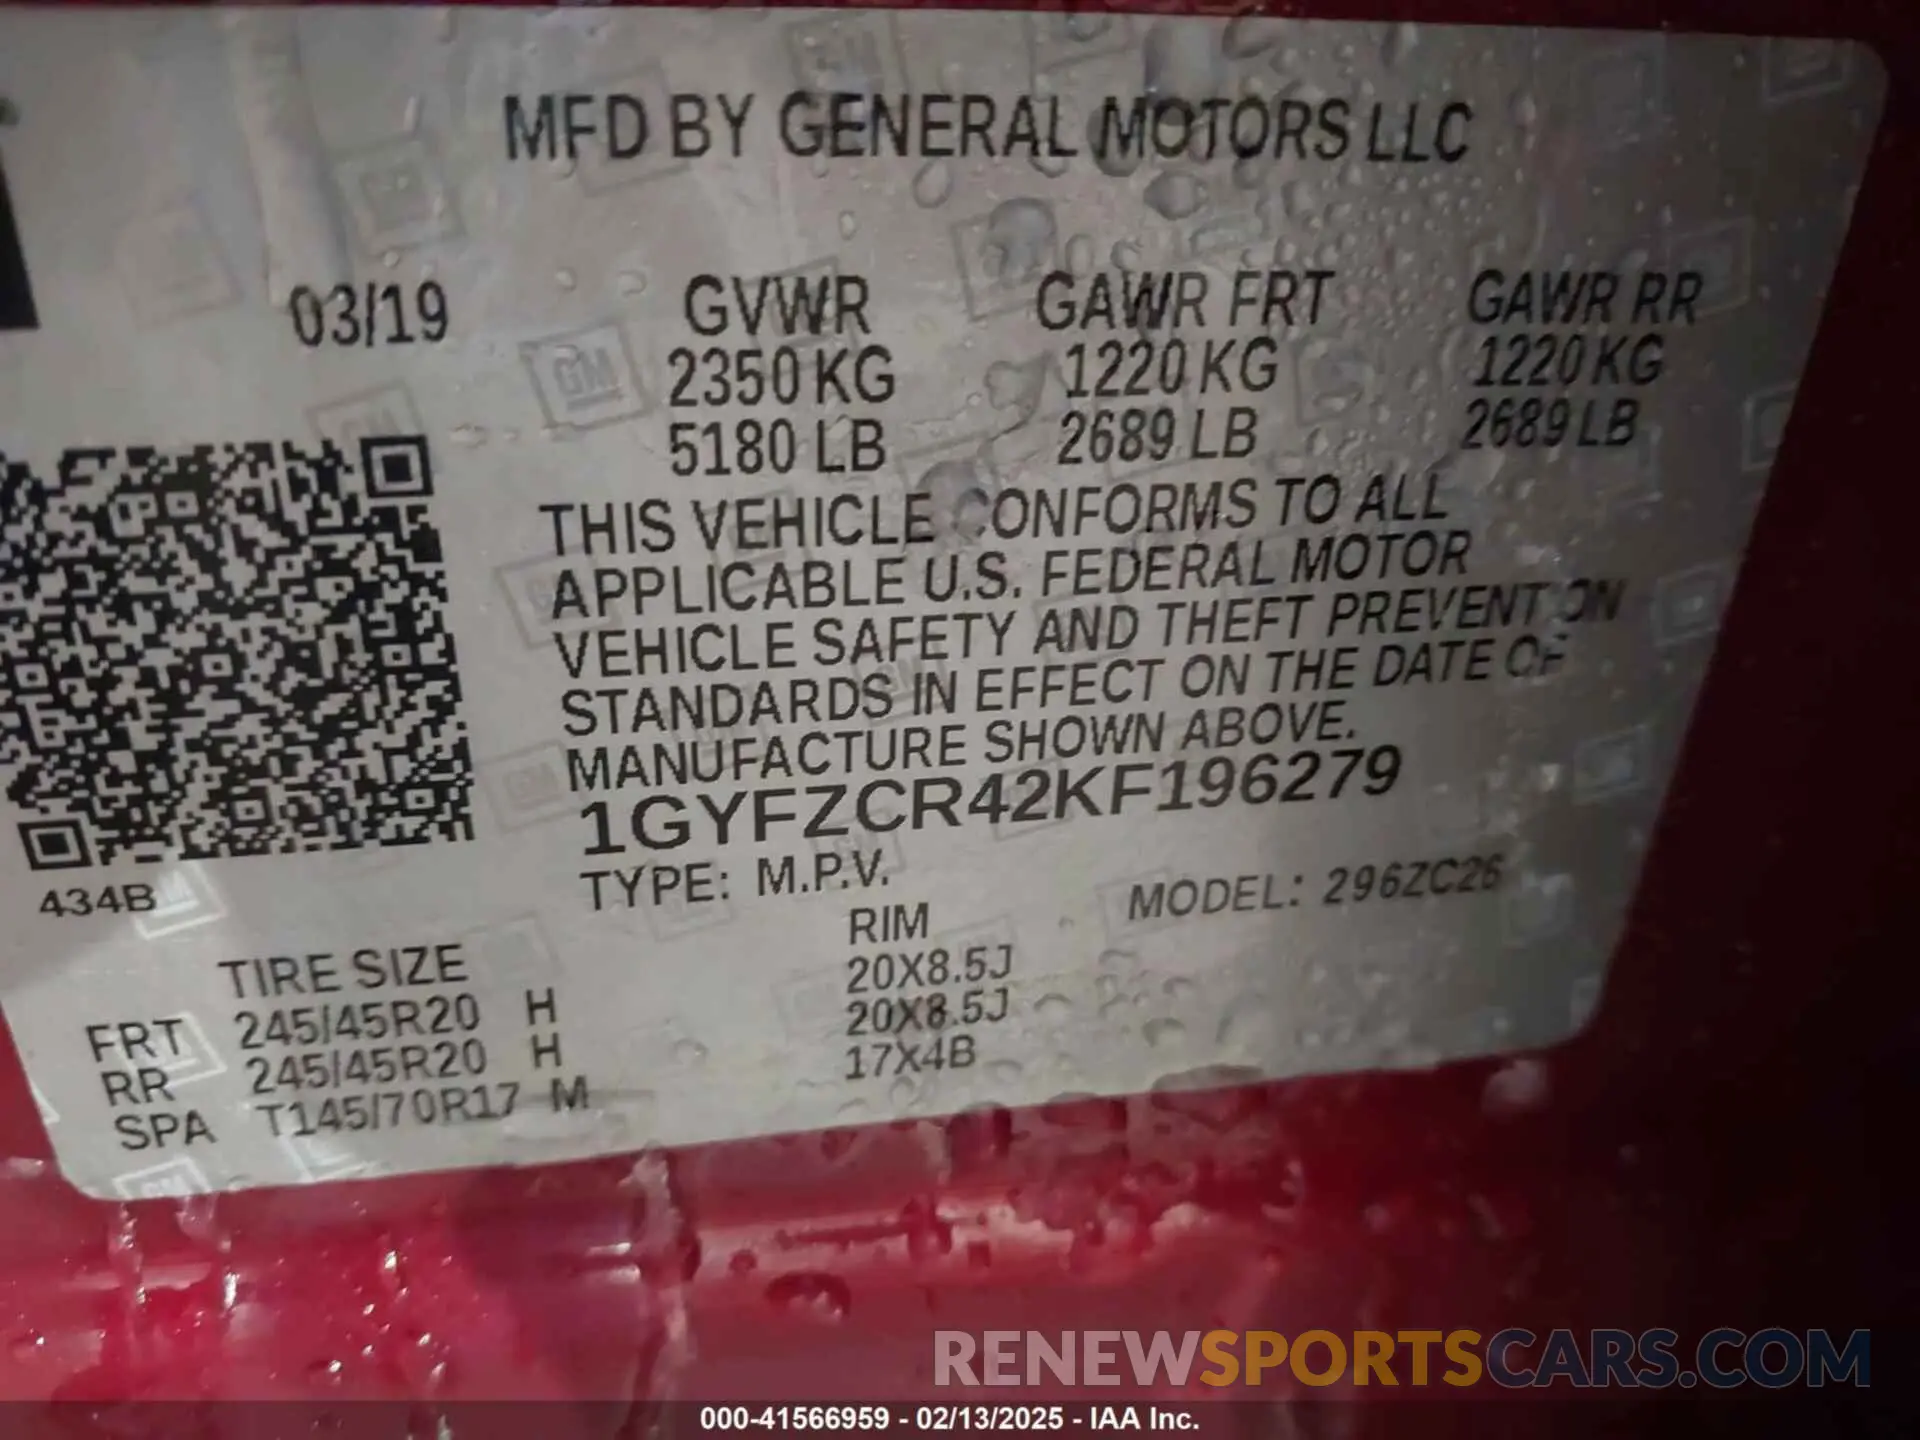 MFD BY GENERAL MOTORS LLC
03/19 GVWR GAWR FRT GAWR RR
2350 KG 1220 KG 1220 KG
5180 LB 2689 LB 2689 LB
THIS VEHICLE CONFORMS TO ALL
APPLICABLE U.S. FEDERAL MOTOR
VEHICLE SAFETY AND THEFT PREVENTION
STANDARDS IN EFFECT ON THE DATE OF
MANUFACTURE SHOWN ABOVE.
1GYFZCR42KF196279
TYPE: M.P.V. MODEL: 296ZC26
434B
TIRE SIZE RIM
FRT 245/45R20 H 20X8.5J
RR 245/45R20 H 20X8.5J
SPA T145/70R17 M 17X4B
RENEWSPORTSCARS.COM
000-41566959 - 02/13/2025 - IAA Inc.